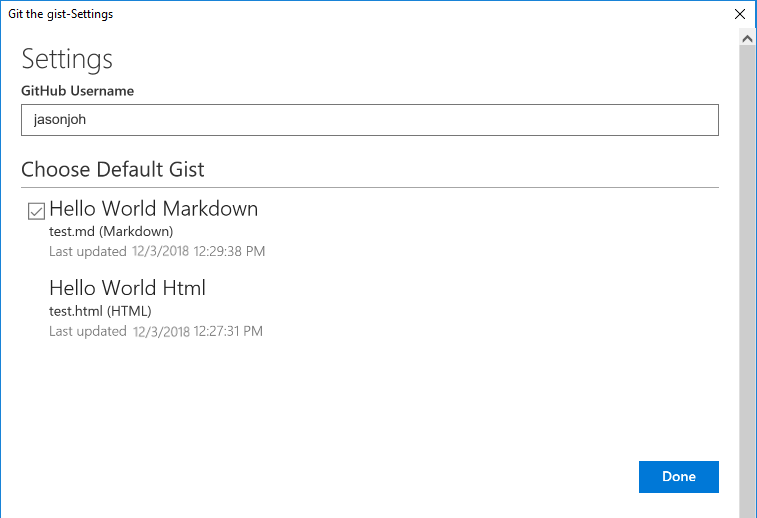 Git the gist-Settings
Settings
GitHub Username
jasonjoh
Choose Default Gist
Hello World Markdown
test.md (Markdown)
Last updated 12/3/2018 12:29:38 PM
Hello World Html
test.html (HTML)
Last updated 12/3/2018 12:27:31 PM
Done